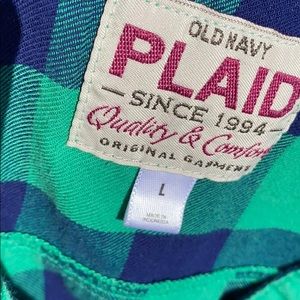 OLD NAVY
PLAID
— SINCE 1994 —
Quality & Comfort
ORIGINAL GARMENT
L
MADE IN
INDONESIA